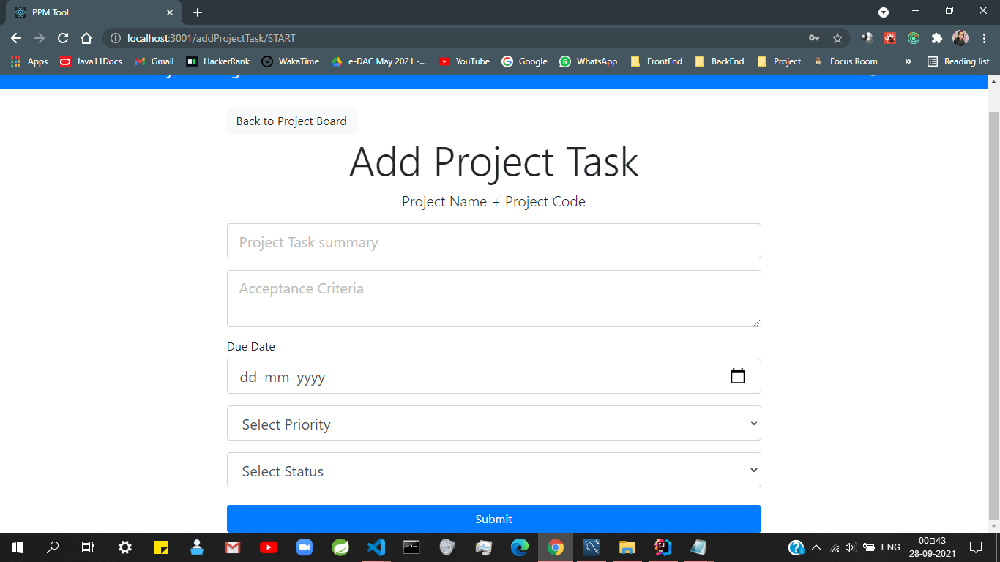 PPM Tool
localhost:3001/addProjectTask/START
Apps Java11Docs Gmail HackerRank WakaTime e-DAC May 2021 -... YouTube Google WhatsApp FrontEnd BackEnd Project Focus Room » Reading list
Back to Project Board
Add Project Task
Project Name + Project Code
Project Task summary
Acceptance Criteria
Due Date
dd-mm-yyyy
Select Priority
Select Status
Submit
ENG
00▯43
28-09-2021